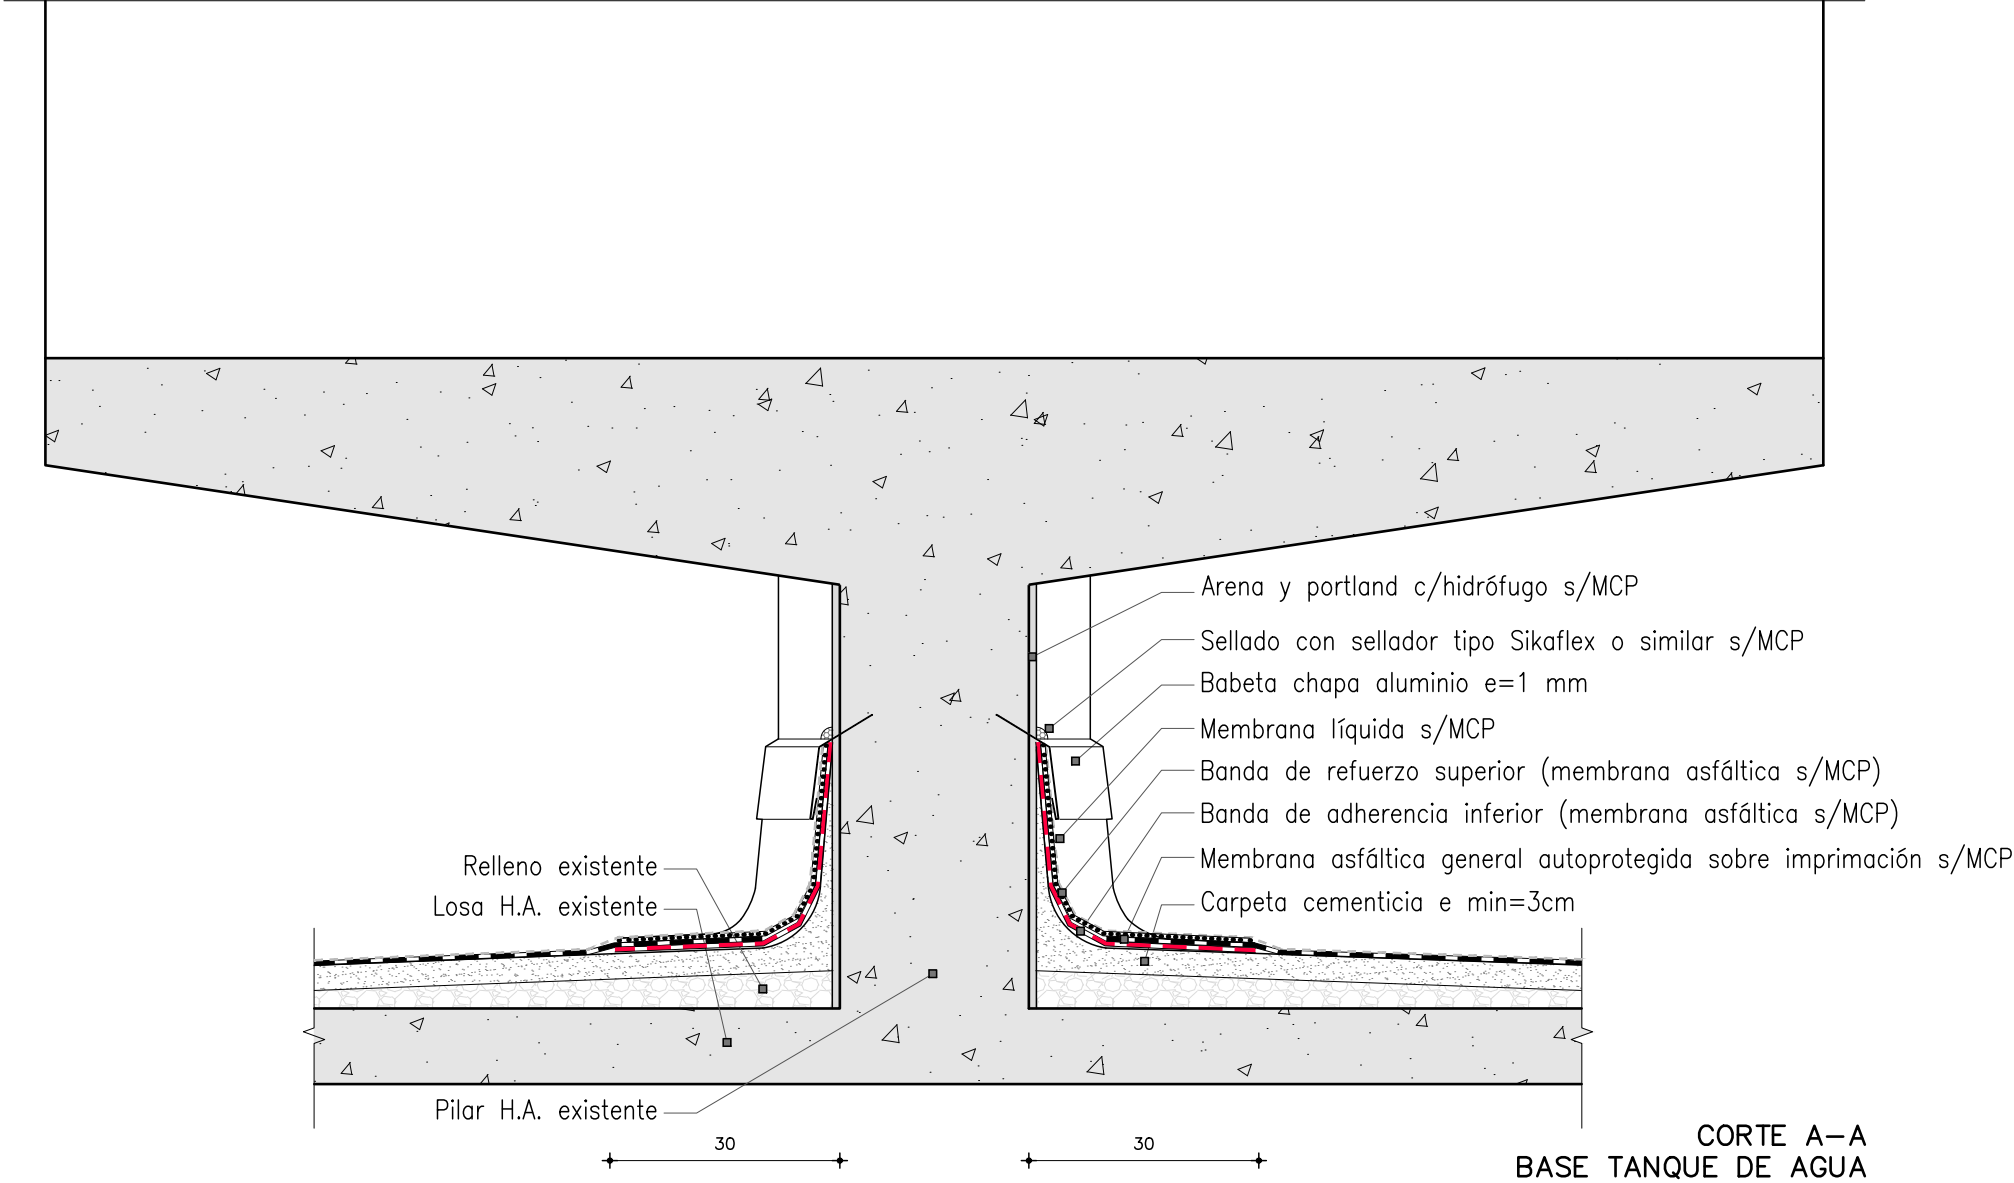 Arena y portland c/hidrófugo s/MCP
Sellado con sellador tipo Sikaflex o similar s/MCP
Babeta chapa aluminio e=1 mm
Membrana líquida s/MCP
Banda de refuerzo superior (membrana asfáltica s/MCP)
Banda de adherencia inferior (membrana asfáltica s/MCP)
Membrana asfáltica general autoprotegida sobre imprimación s/MCP
Carpeta cementicia e min=3cm
Relleno existente
Losa H.A. existente
Pilar H.A. existente
30
30
CORTE A-A
BASE TANQUE DE AGUA